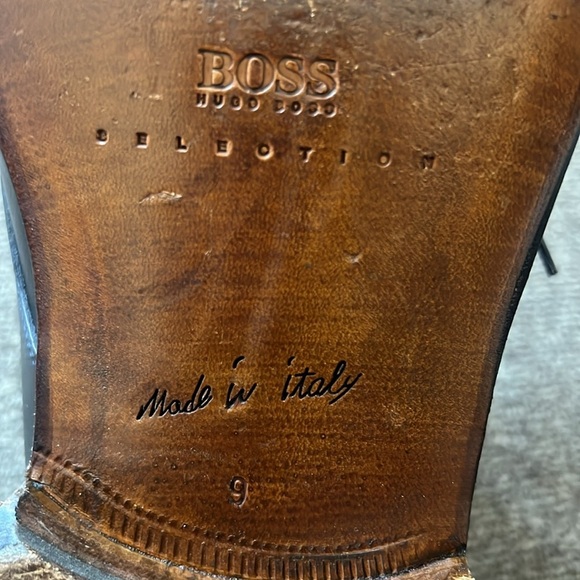 BOSS
HUGO BOSS
SELECTION
Made in italy
9